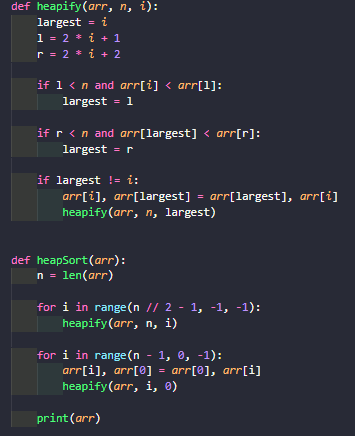 def heapify(arr, n, i):
    largest = i
    l = 2 * i + 1
    r = 2 * i + 2

    if l < n and arr[i] < arr[l]:
        largest = l

    if r < n and arr[largest] < arr[r]:
        largest = r

    if largest != i:
        arr[i], arr[largest] = arr[largest], arr[i]
        heapify(arr, n, largest)


def heapSort(arr):
    n = len(arr)

    for i in range(n // 2 - 1, -1, -1):
        heapify(arr, n, i)

    for i in range(n - 1, 0, -1):
        arr[i], arr[0] = arr[0], arr[i]
        heapify(arr, i, 0)

    print(arr)